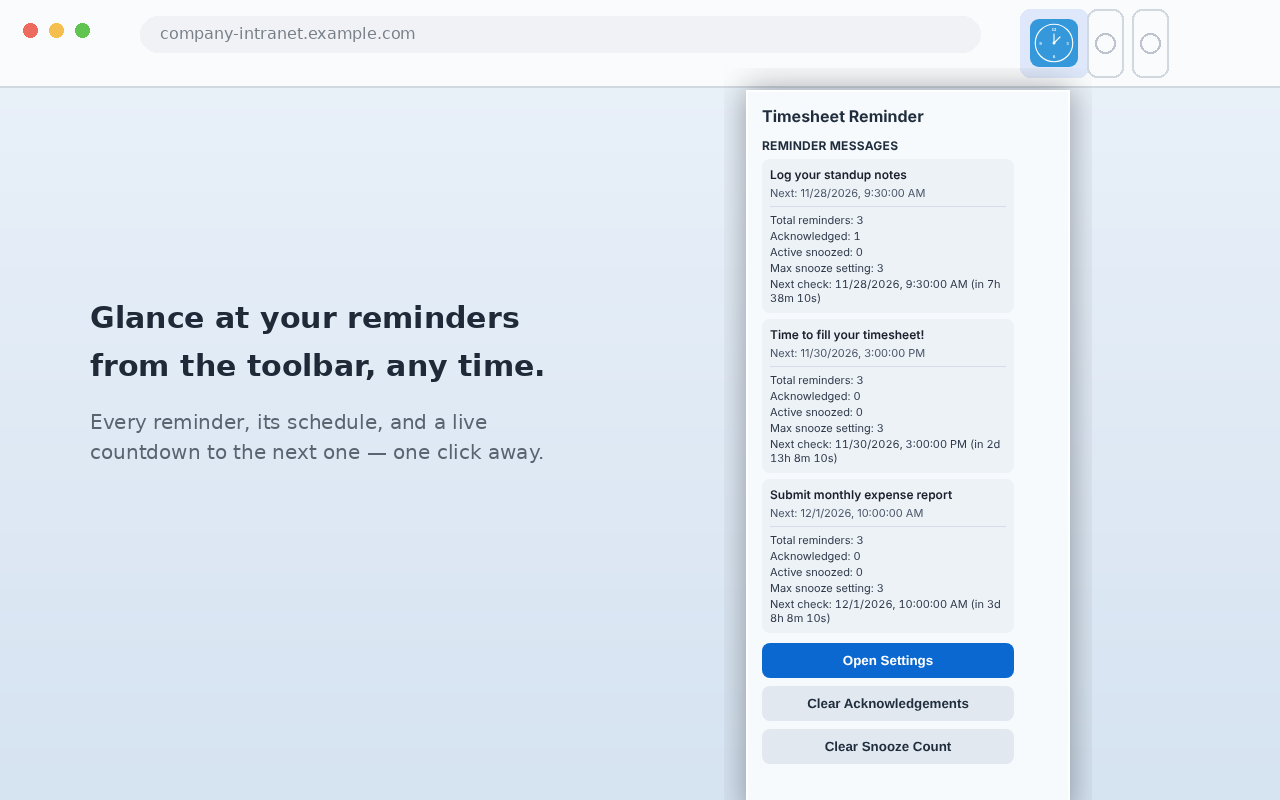 company-intranet.example.com
Glance at your reminders
from the toolbar, any time.
Every reminder, its schedule, and a live
countdown to the next one — one click away.
Timesheet Reminder
REMINDER MESSAGES
Log your standup notes
Next: 11/28/2026, 9:30:00 AM
Total reminders: 3
Acknowledged: 1
Active snoozed: 0
Max snooze setting: 3
Next check: 11/28/2026, 9:30:00 AM (in 7h
38m 10s)
Time to fill your timesheet!
Next: 11/30/2026, 3:00:00 PM
Total reminders: 3
Acknowledged: 0
Active snoozed: 0
Max snooze setting: 3
Next check: 11/30/2026, 3:00:00 PM (in 2d
13h 8m 10s)
Submit monthly expense report
Next: 12/1/2026, 10:00:00 AM
Total reminders: 3
Acknowledged: 0
Active snoozed: 0
Max snooze setting: 3
Next check: 12/1/2026, 10:00:00 AM (in 3d
8h 8m 10s)
Open Settings
Clear Acknowledgements
Clear Snooze Count